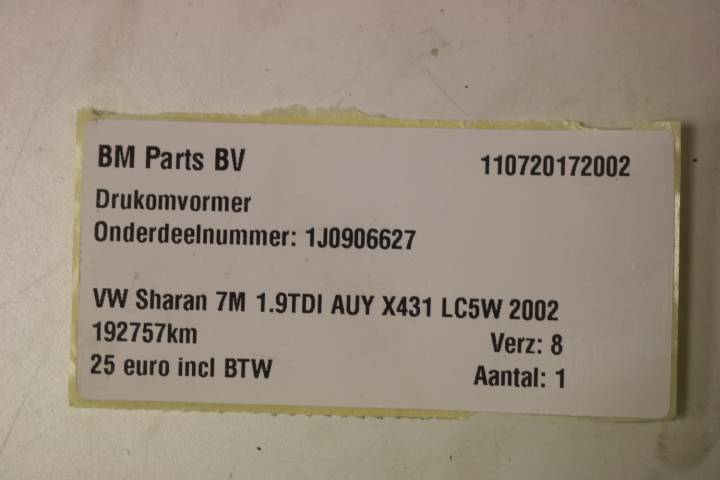 BM Parts BV 110720172002
Drukomvormer
Onderdeelnummer: 1J0906627
VW Sharan 7M 1.9TDI AUY X431 LC5W 2002
192757km Verz: 8
25 euro incl BTW Aantal: 1